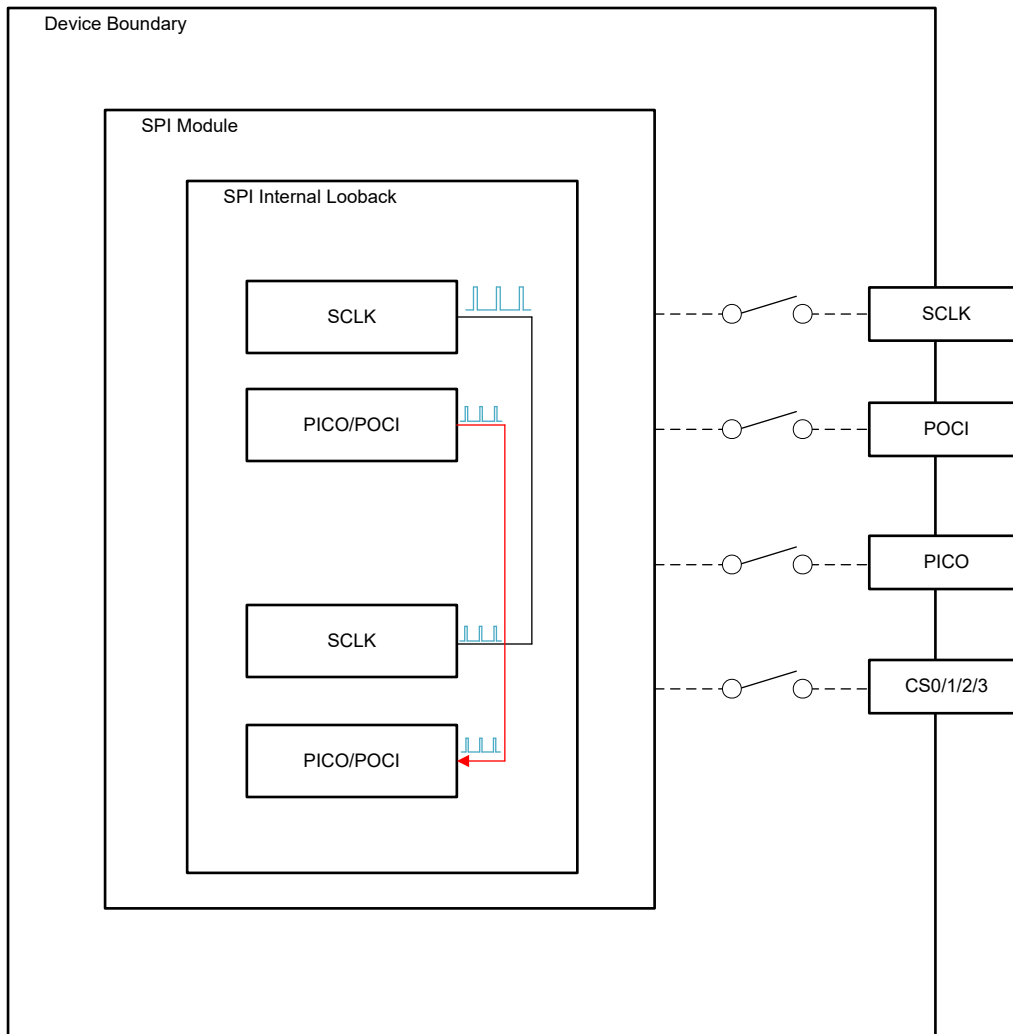 Device Boundary
SPI Module
SPI Internal Looback
SCLK
PICO/POCI
SCLK
PICO/POCI
SCLK
POCI
PICO
CS0/1/2/3